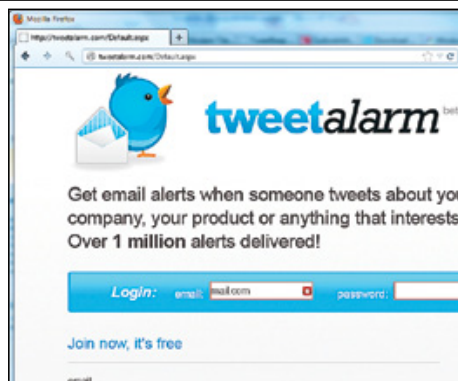 Mozilla Firefox
http://tweetalarm.com/Default.aspx
tweetalarm.com/Default.aspx
tweetalarm beta
Get email alerts when someone tweets about you
company, your product or anything that interests
Over 1 million alerts delivered!
Login: email: mail.com password:
Join now, it's free
email